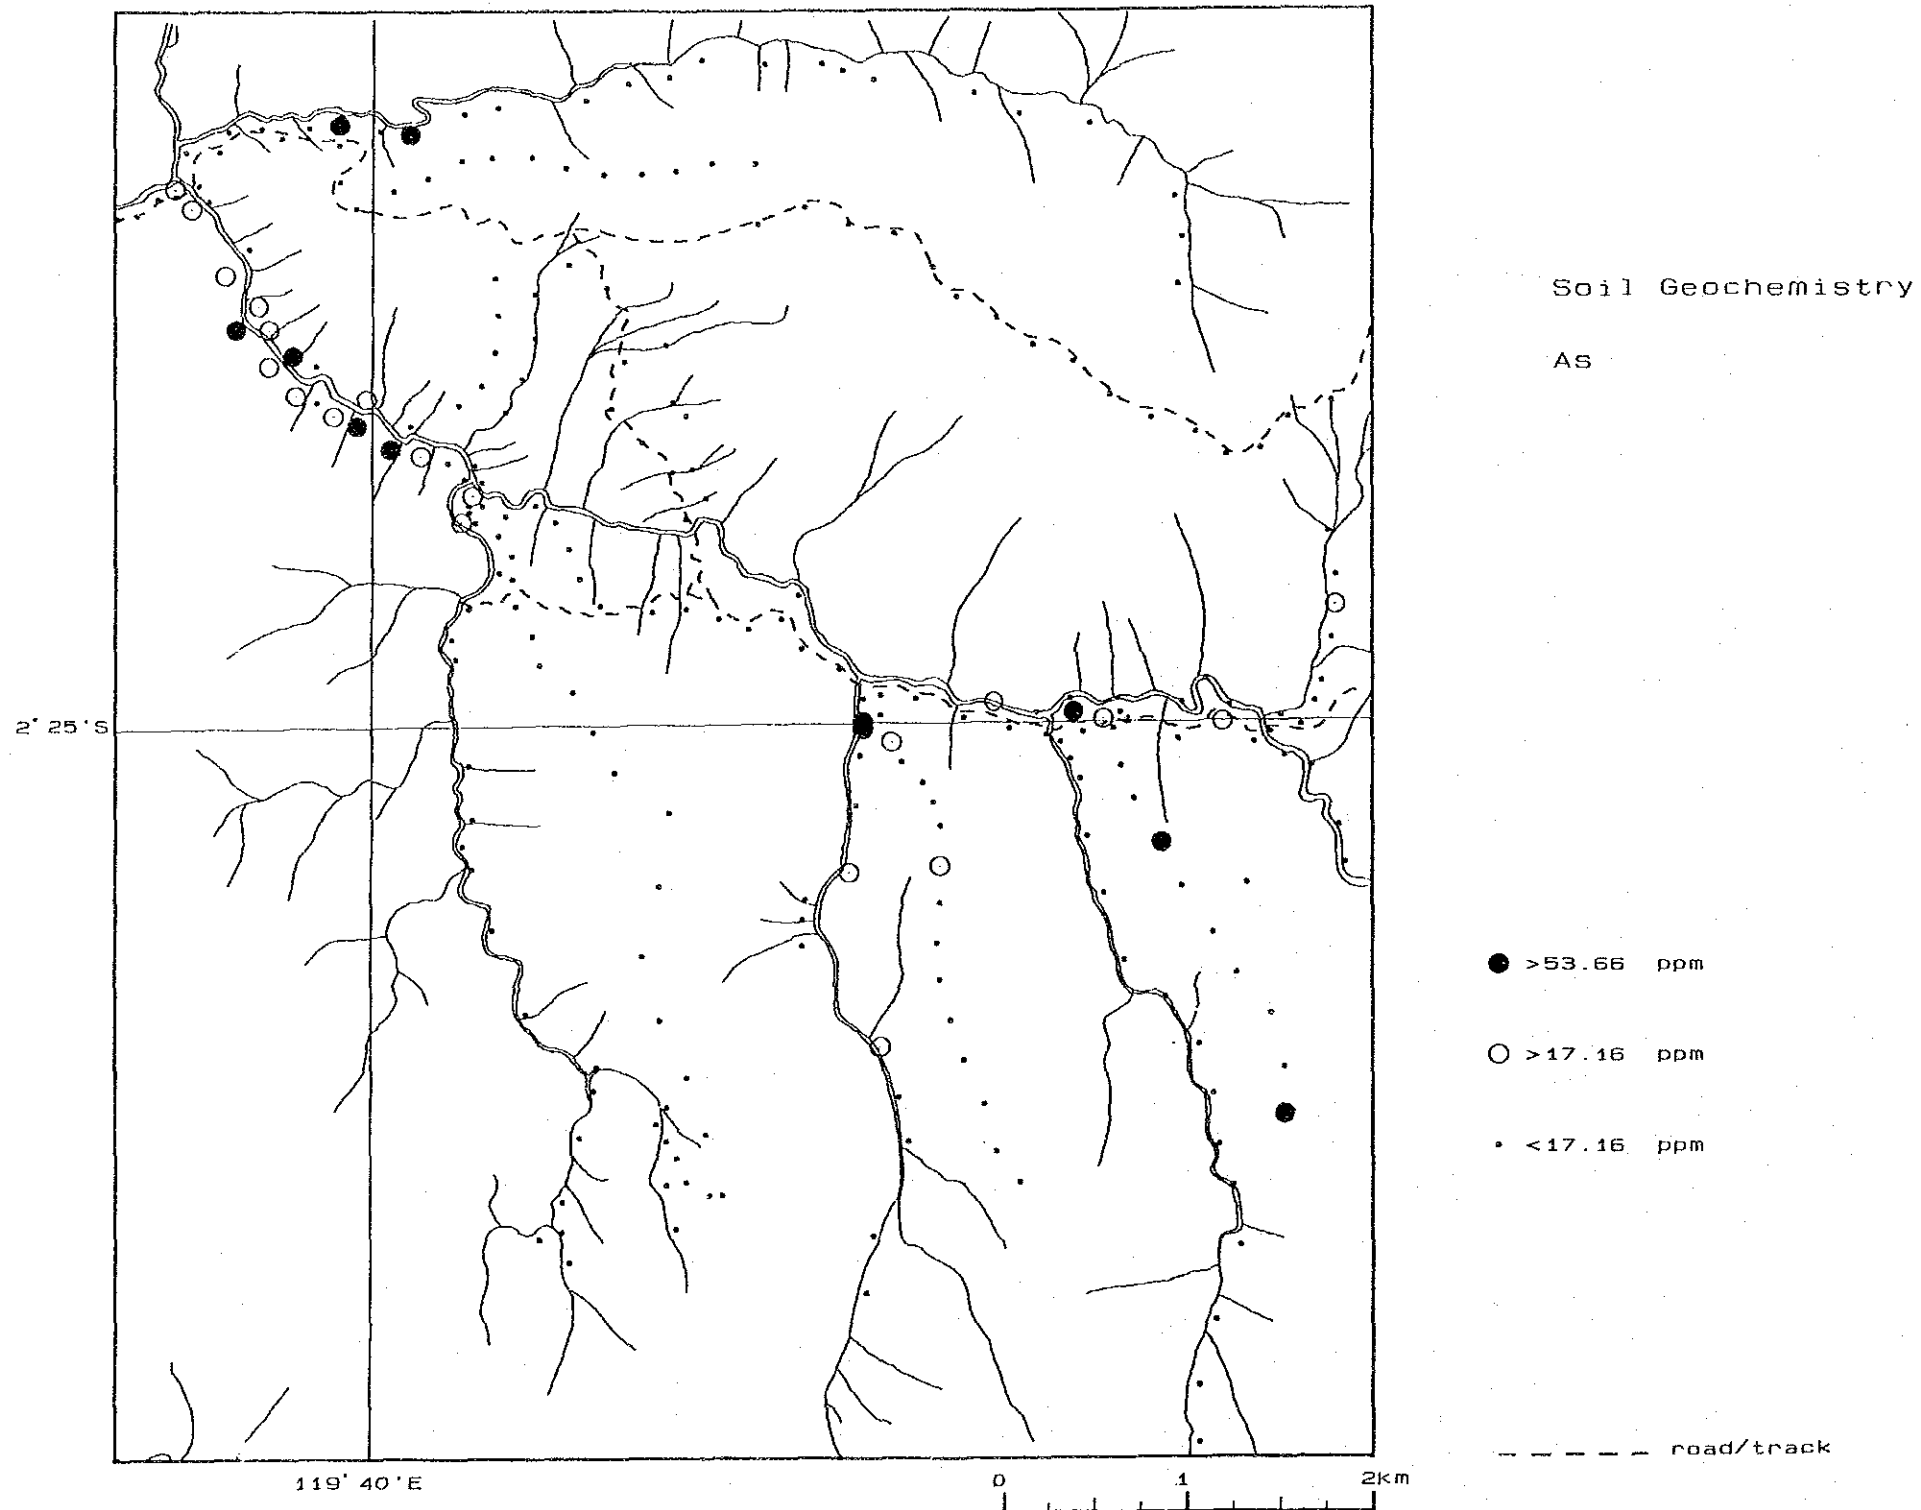 Soil Geochemistry
As
2°25'S
>53.66 ppm
>17.16 ppm
<17.16 ppm
road/track
119°40'E
0 1 2Km